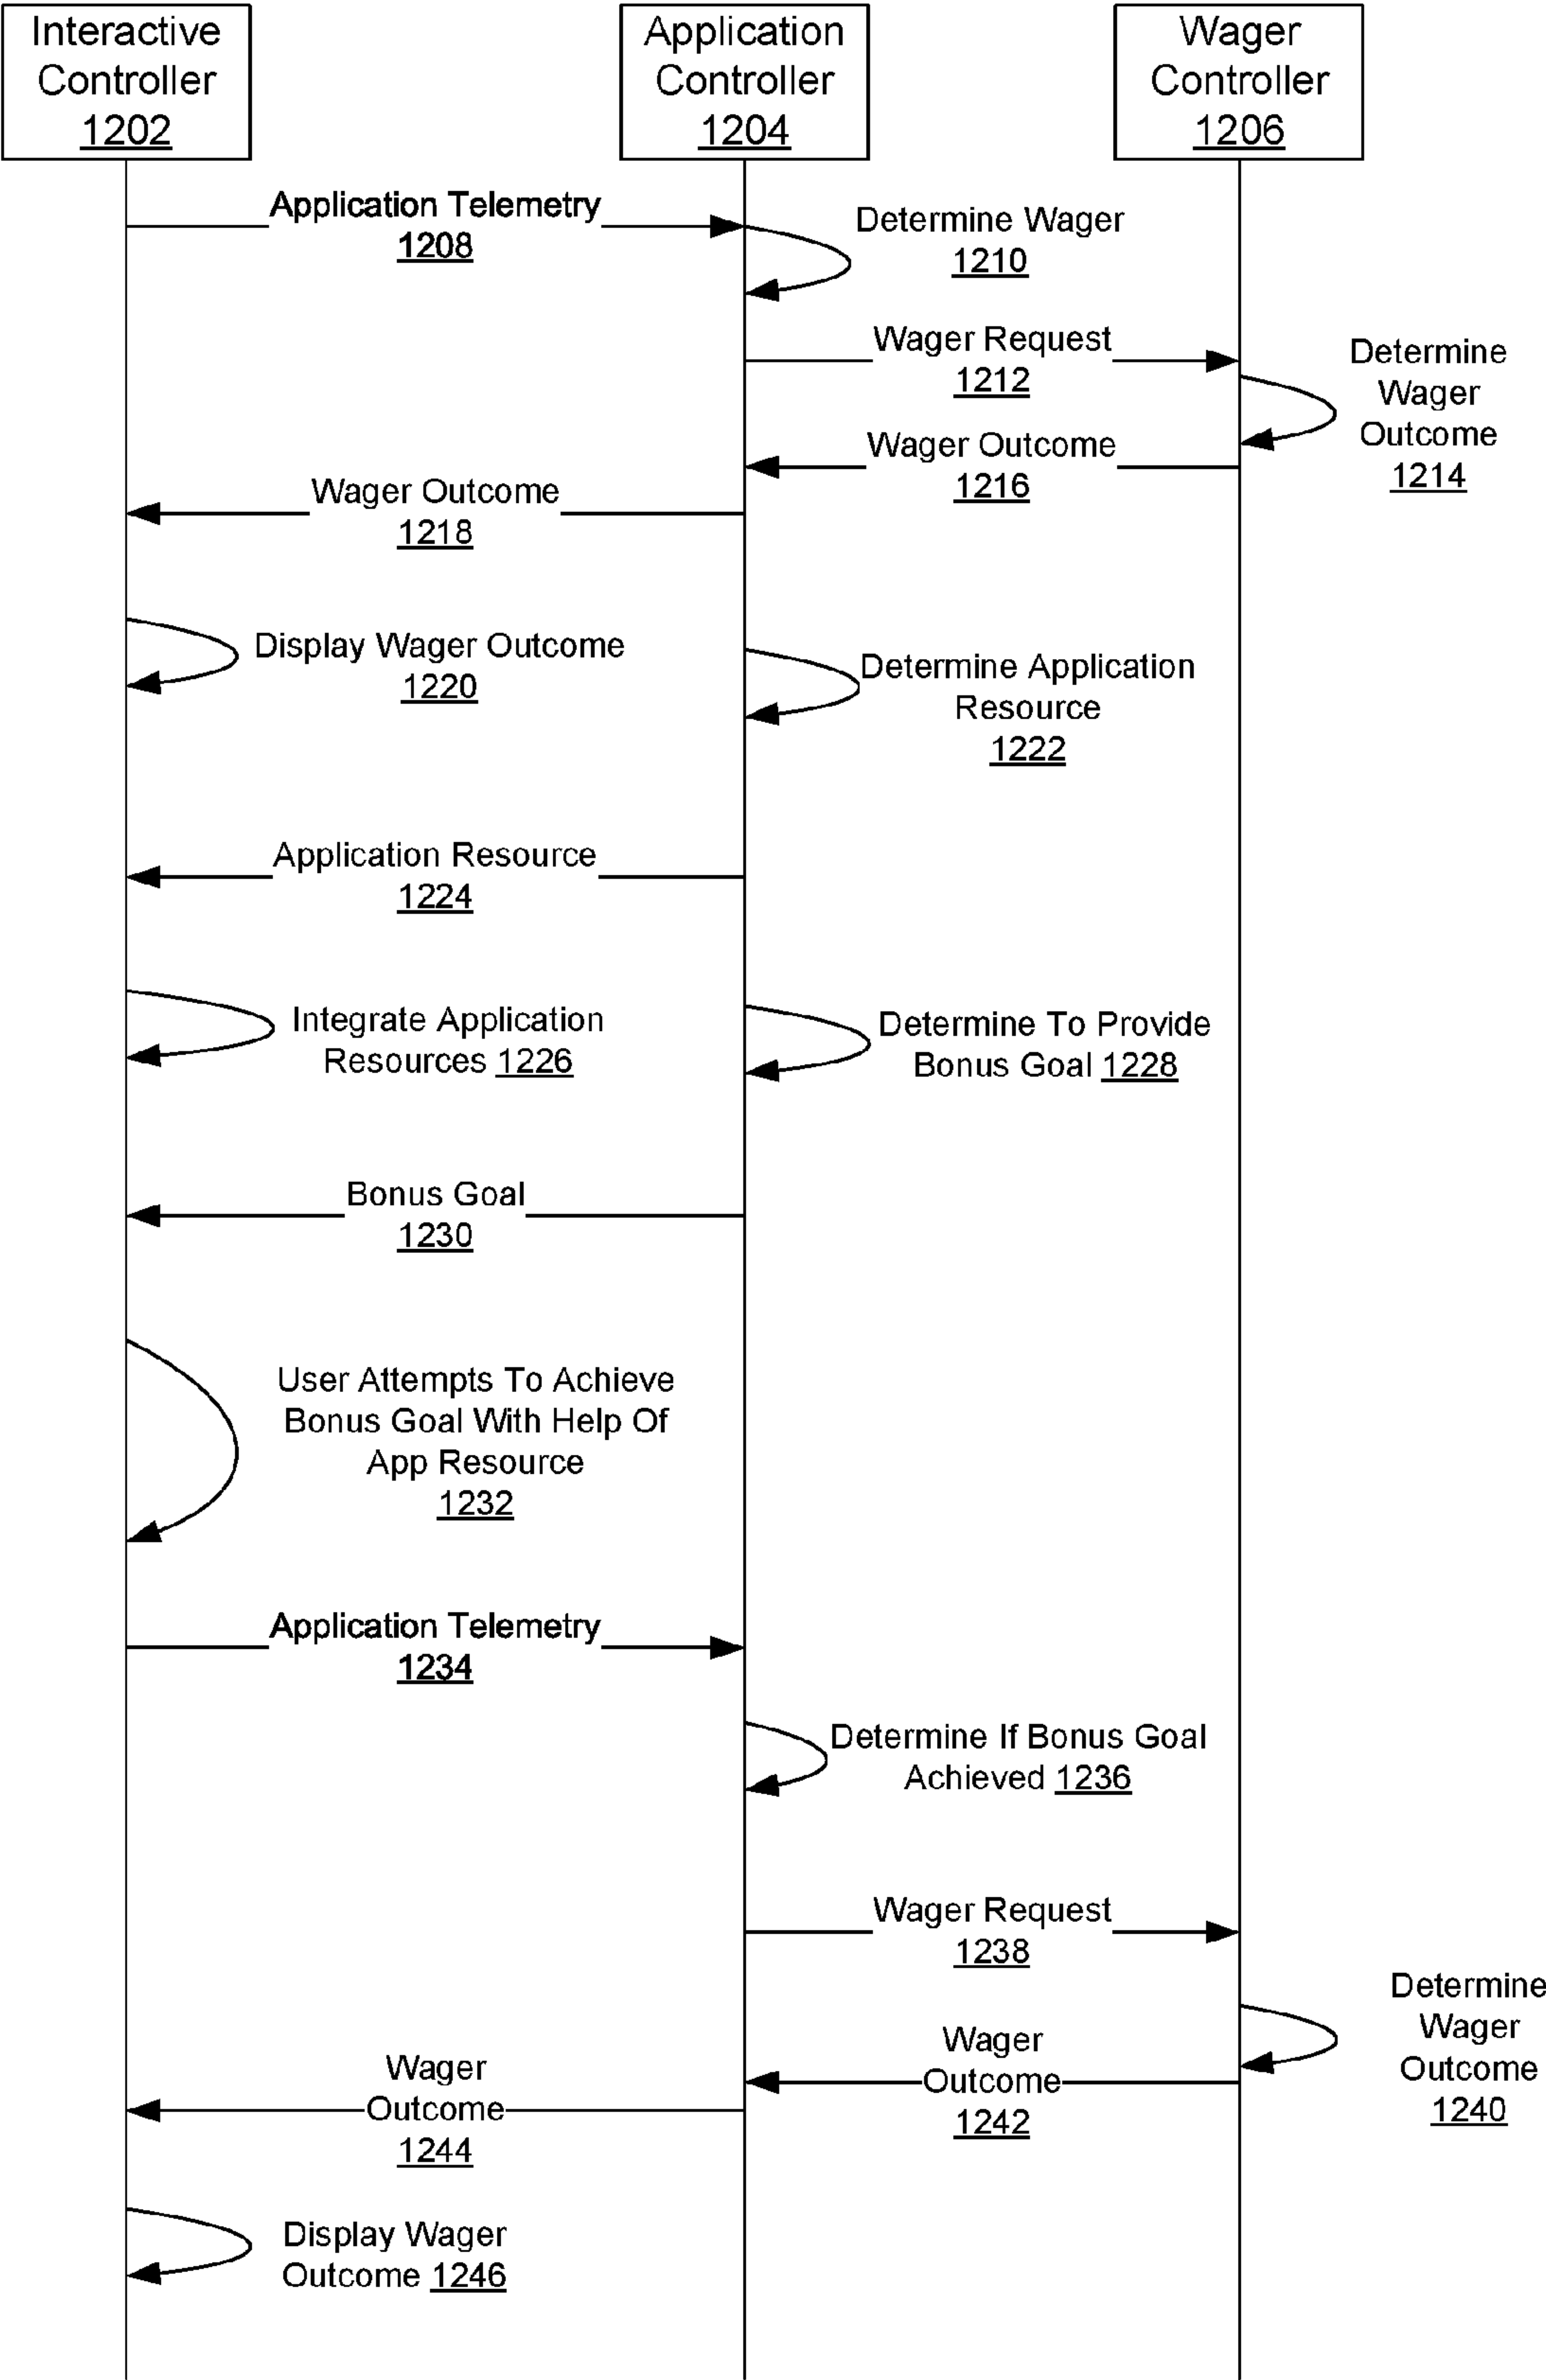 Interactive
Controller
1202
Application
Controller
1204
Wager
Controller
1206
Application Telemetry
1208
Determine Wager
1210
Wager Request
1212
Determine
Wager
Outcome
1214
Wager Outcome
1216
Wager Outcome
1218
Display Wager Outcome
1220
Determine Application
Resource
1222
Application Resource
1224
Integrate Application
Resources 1226
Determine To Provide
Bonus Goal 1228
Bonus Goal
1230
User Attempts To Achieve
Bonus Goal With Help Of
App Resource
1232
Application Telemetry
1234
Determine If Bonus Goal
Achieved 1236
Wager Request
1238
Determine
Wager
Outcome
1240
Wager
Outcome
1242
Wager
Outcome
1244
Display Wager
Outcome 1246